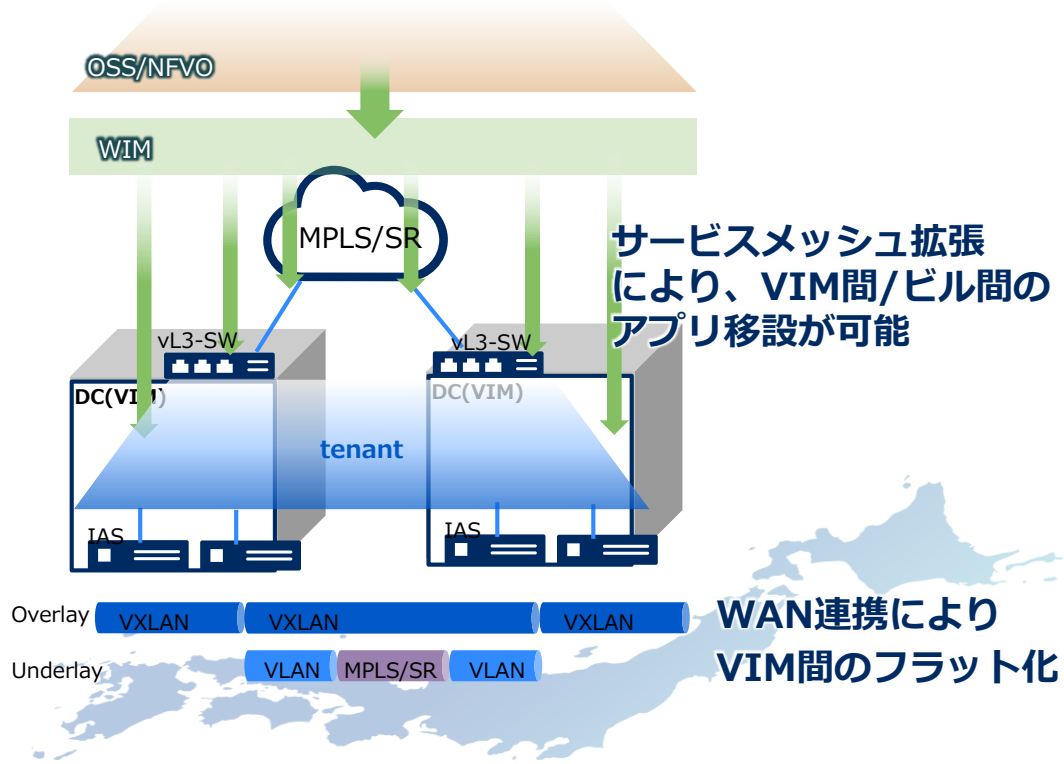 OSS/NFVO
WIM
MPLS/SR
サービスメッシュ拡張
により、VIM間/ビル間の
アプリ移設が可能
vL3-SW
vL3-SW
DC(VIM)
DC(VIM)
tenant
IAS
IAS
Overlay VXLAN VXLAN VXLAN
WAN連携により
VIM間のフラット化
Underlay VLAN MPLS/SR VLAN